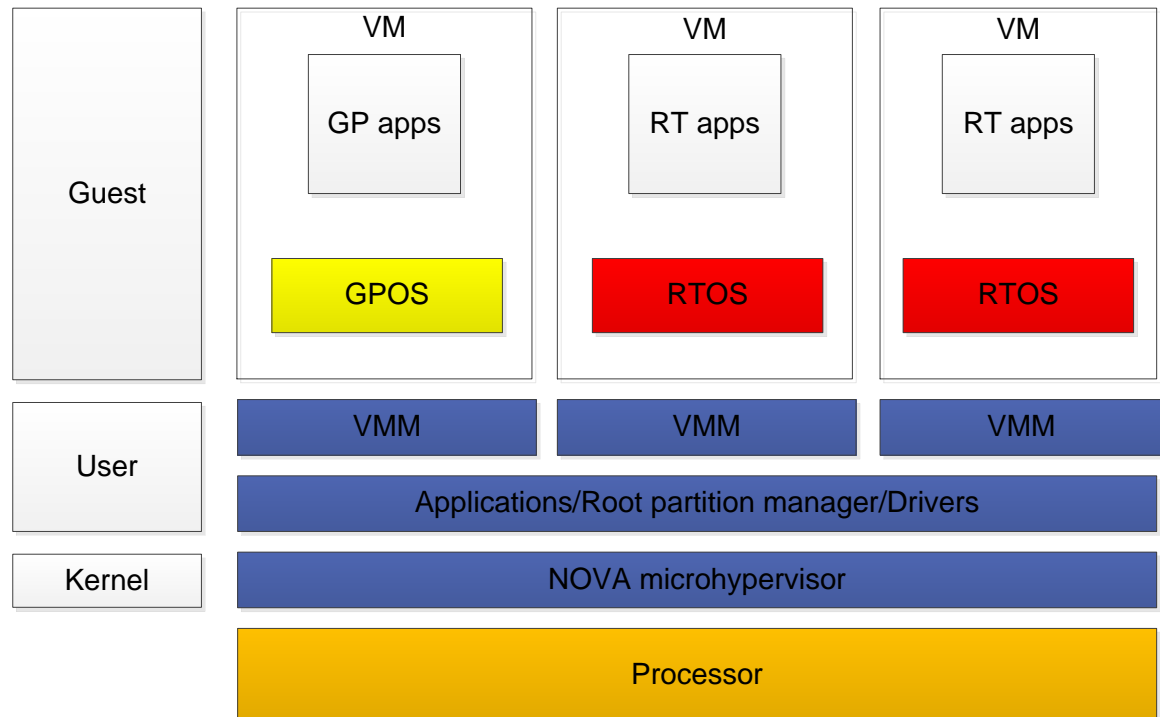 VM
VM
VM
GP apps
RT apps
RT apps
Guest
GPOS
RTOS
RTOS
VMM
VMM
VMM
User
Applications/Root partition manager/Drivers
Kernel
NOVA microhypervisor
Processor